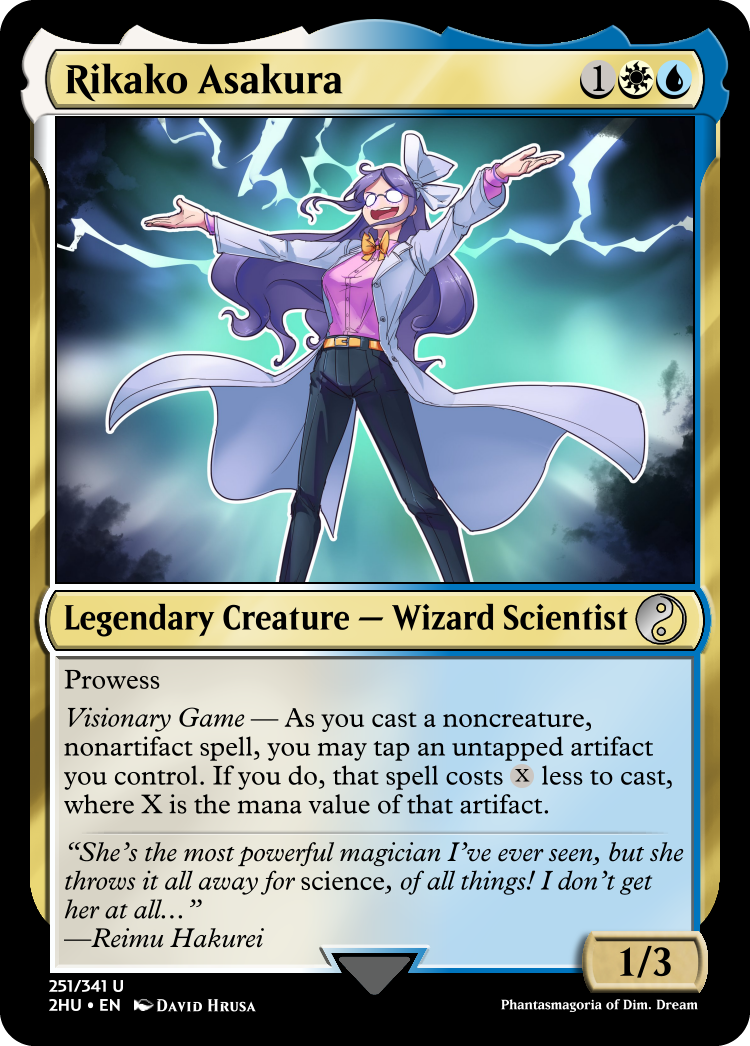 Rikako Asakura 1
Legendary Creature — Wizard Scientist
Prowess
Visionary Game — As you cast a noncreature,
nonartifact spell, you may tap an untapped artifact
you control. If you do, that spell costs X less to cast,
where X is the mana value of that artifact.
“She’s the most powerful magician I’ve ever seen, but she
throws it all away for science, of all things! I don’t get
her at all…”
—Reimu Hakurei
1/3
251/341 U
2HU • EN David Hrusa
Phantasmagoria of Dim. Dream